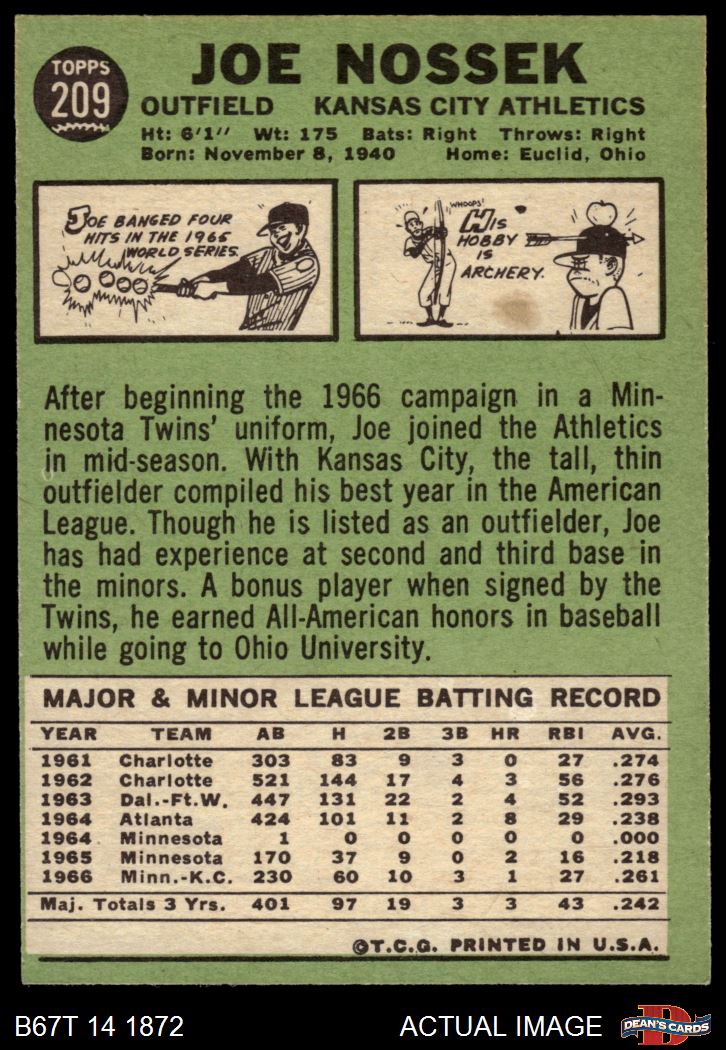 TOPPS
209
JOE NOSSEK
OUTFIELD KANSAS CITY ATHLETICS
Ht: 6'1" Wt: 175 Bats: Right Throws: Right
Born: November 8, 1940 Home: Euclid, Ohio
JOE BANGED FOUR
HITS IN THE 1965
WORLD SERIES.
WHOOPS!
HIS
HOBBY
IS
ARCHERY.
After beginning the 1966 campaign in a Min-
nesota Twins' uniform, Joe joined the Athletics
in mid-season. With Kansas City, the tall, thin
outfielder compiled his best year in the American
League. Though he is listed as an outfielder, Joe
has had experience at second and third base in
the minors. A bonus player when signed by the
Twins, he earned All-American honors in baseball
while going to Ohio University.
MAJOR & MINOR LEAGUE BATTING RECORD
YEAR TEAM AB H 2B 3B HR RBI AVG.
1961 Charlotte 303 83 9 3 0 27 .274
1962 Charlotte 521 144 17 4 3 56 .276
1963 Dal.-Ft.W. 447 131 22 2 4 52 .293
1964 Atlanta 424 101 11 2 8 29 .238
1964 Minnesota 1 0 0 0 0 0 .000
1965 Minnesota 170 37 9 0 2 16 .218
1966 Minn.-K.C. 230 60 10 3 1 27 .261
Maj. Totals 3 Yrs. 401 97 19 3 3 43 .242
©T.C.G. PRINTED IN U.S.A.
B67T 14 1872 ACTUAL IMAGE
D
DEAN'S CARDS